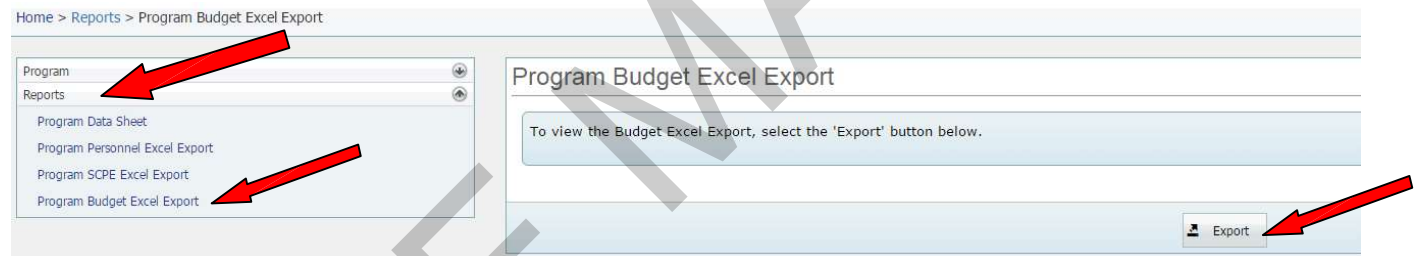 Home > Reports > Program Budget Excel Export
Program
Reports
Program Data Sheet
Program Personnel Excel Export
Program SCPE Excel Export
Program Budget Excel Export
Program Budget Excel Export
To view the Budget Excel Export, select the 'Export' button below.
Export